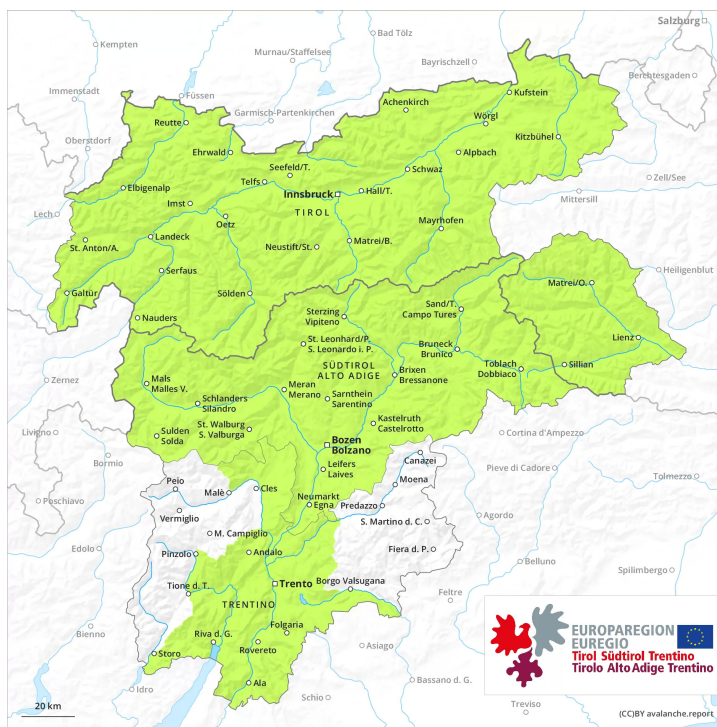 Salzburg
Kempten
Bad Tölz
Murnau/Staffelsee
Bayrischzell
Berchtesgaden
Immenstadt
Füssen
Garmisch-Partenkirchen
Achenkirch
Kufstein
Oberstdorf
Reutte
Wörgl
Kitzbühel
Ehrwald
Alpbach
Seefeld/T.
Schwaz
Zell/See
Elbigenalp
Telfs
Innsbruck
Hall/T.
Mittersill
Lech
Imst
TIROL
Oetz
Mayrhofen
St. Anton/A.
Landeck
Neustift/St.
Matrei/B.
Serfaus
Heiligenblut
Galtür
Sölden
Matrei/O.
Nauders
Sterzing
Vipiteno
Sand/T.
Campo Tures
St. Leonhard/P.
S. Leonardo i. P.
Bruneck
Brunico
Lienz
SÜDTIROL
ALTO ADIGE
Brixen
Bressanone
Toblach
Dobbiaco
Sillian
Zernez
Mals
Malles V.
Meran
Merano
Sarnthein
Sarentino
Schlanders
Silandro
Kastelruth
Castelrotto
St. Walburg
S. Valburga
Sulden
Solda
Livigno
Cortina d'Ampezzo
Bozen
Bolzano
Bormio
Canazei
Pieve di Cadore
Leifers
Laives
Tolmezzo
Poschiavo
Peio
Malè
Cles
Moena
Neumarkt
Egna
Predazzo
Vermiglio
Agordo
S. Martino d. C.
M. Campiglio
Edolo
Pinzolo
Andalo
Fiera d. P.
Belluno
Spilimbergo
Tione d. T.
Trento
Borgo Valsugana
Feltre
TRENTINO
Folgaria
Bienno
Riva d. G.
Rovereto
Asiago
Storo
Bassano d. G.
Idro
Ala
Schio
Treviso
EUROPAREGION
EUREGIO
Tirol Südtirol Trentino
Tirolo Alto Adige Trentino
20 km
(CC)BY avalanche.report